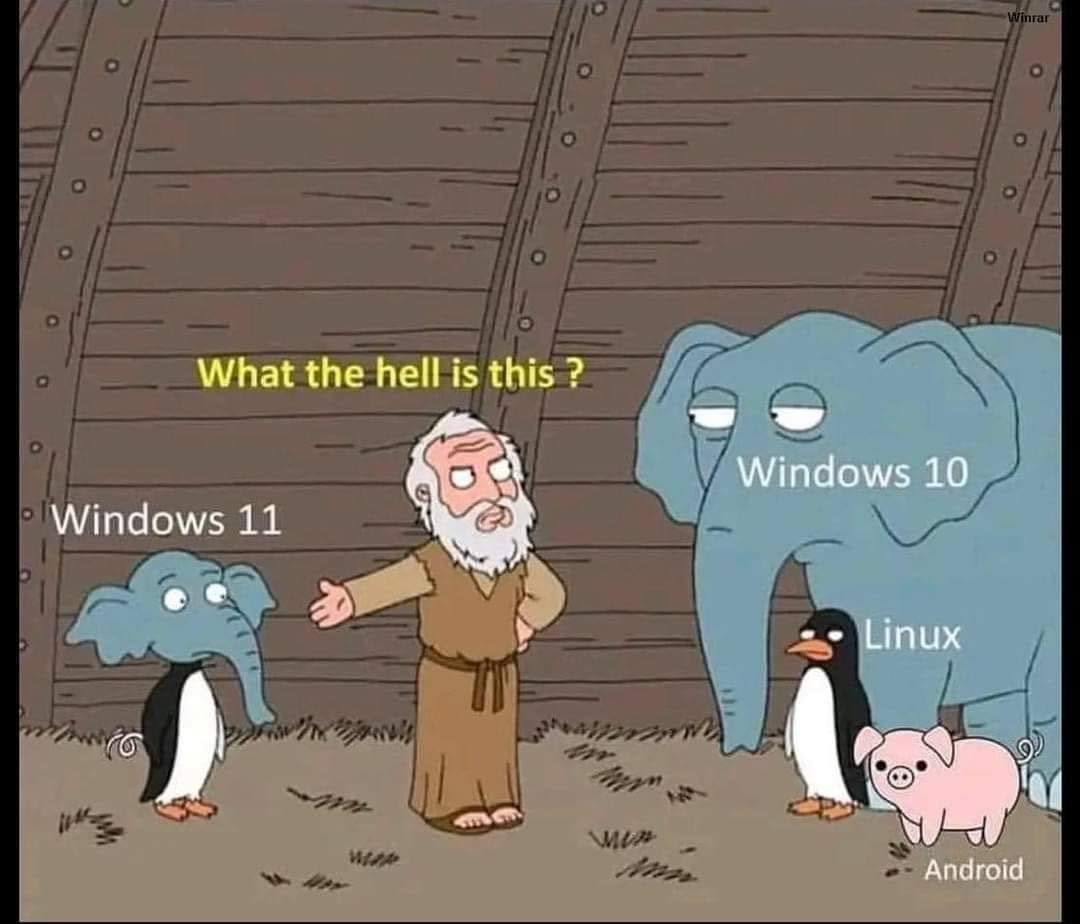 Winrar
What the hell is this ?
Windows 10
Windows 11
Linux
Android